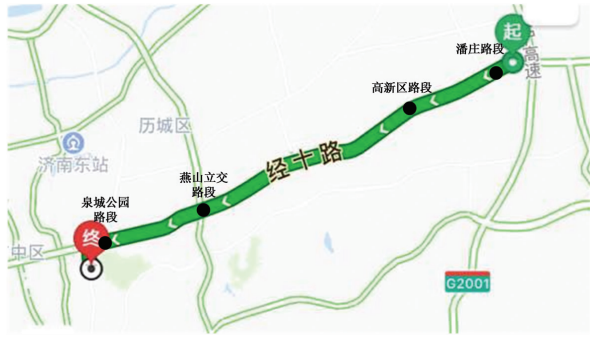 起
潘庄路段
高速
高新区路段
历城区
经十路
济南东站
燕山立交
路段
泉城公园
路段
终
中区
G2001